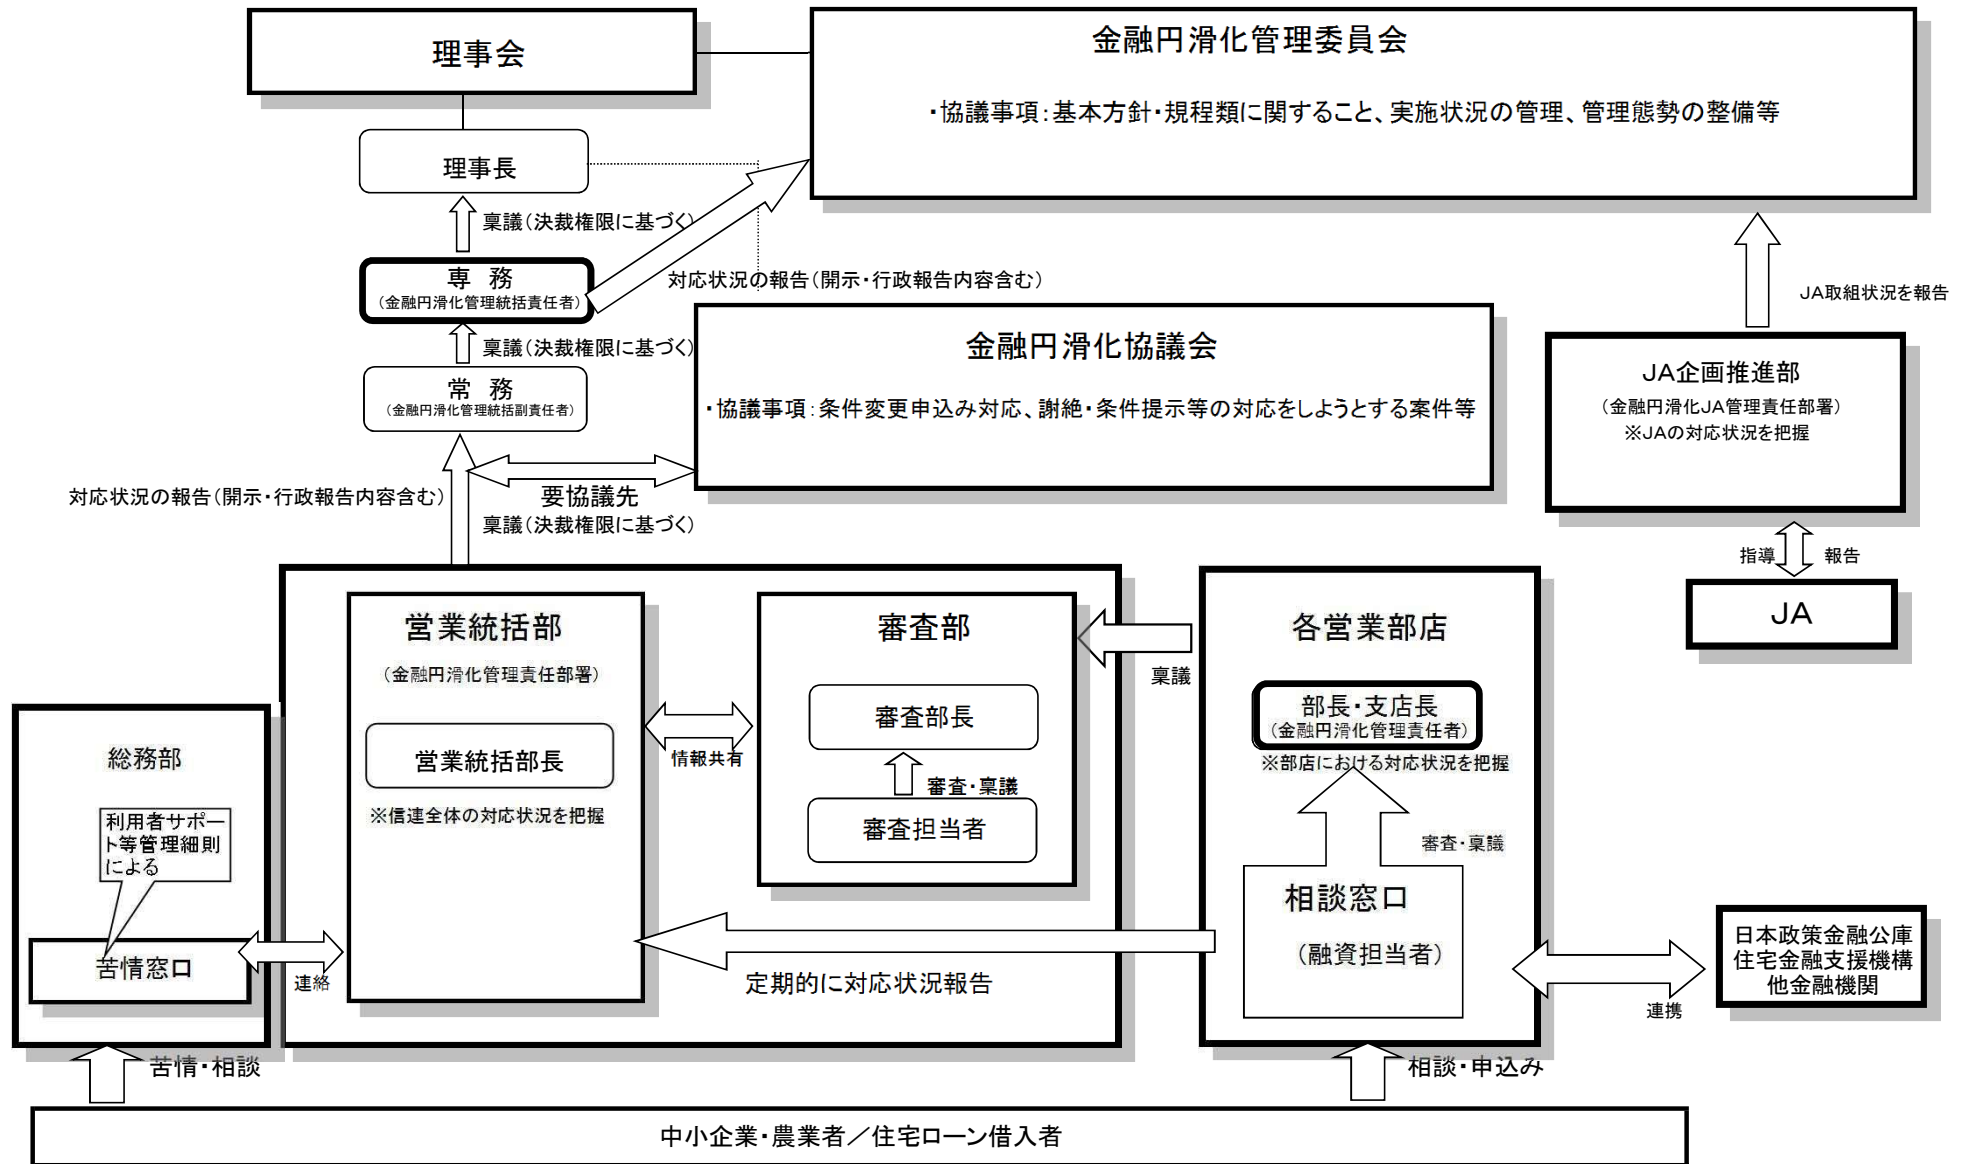 理事会
金融円滑化管理委員会
・協議事項：基本方針・規程類に関すること、実施状況の管理、管理態勢の整備等
理事長
稟議（決裁権限に基づく）
専　務
（金融円滑化管理統括責任者）
対応状況の報告（開示・行政報告内容含む）
JA取組状況を報告
稟議（決裁権限に基づく）
金融円滑化協議会
・協議事項：条件変更申込み対応、謝絶・条件提示等の対応をしようとする案件等
常　務
（金融円滑化管理統括副責任者）
JA企画推進部
（金融円滑化JA管理責任部署）
※JAの対応状況を把握
対応状況の報告（開示・行政報告内容含む）
要協議先
稟議（決裁権限に基づく）
指導
報告
JA
営業統括部
（金融円滑化管理責任部署）
営業統括部長
※信連全体の対応状況を把握
情報共有
審査部
審査部長
審査・稟議
審査担当者
稟議
各営業部店
部長・支店長
（金融円滑化管理責任者）
※部店における対応状況を把握
審査・稟議
相談窓口
（融資担当者）
総務部
利用者サポー
ト等管理細則
による
苦情窓口
連絡
定期的に対応状況報告
連携
日本政策金融公庫
住宅金融支援機構
他金融機関
苦情・相談
相談・申込み
中小企業・農業者／住宅ローン借入者